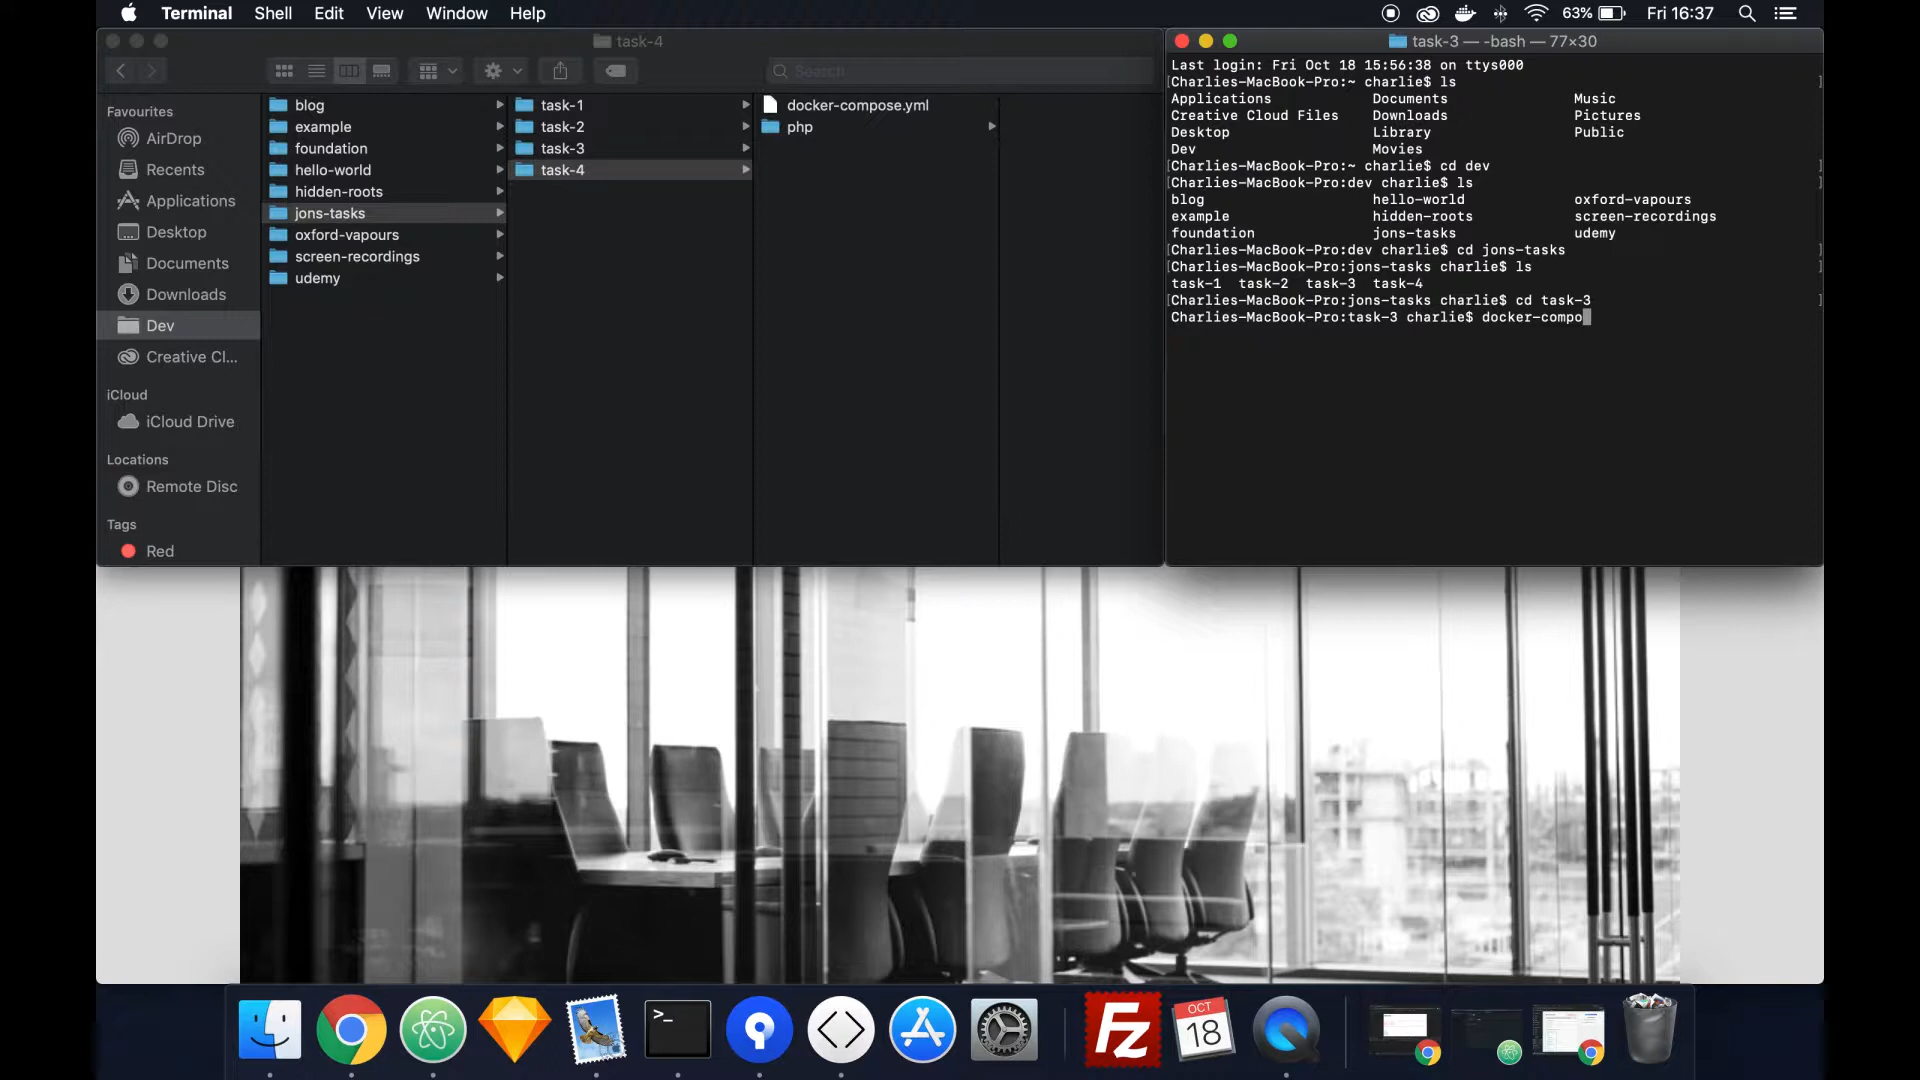 Terminal Shell Edit View Window Help 63% Fri 16:37
task-4
Search
Favourites
AirDrop
Recents
Applications
Desktop
Documents
Downloads
Dev
Creative Cl...
iCloud
iCloud Drive
Locations
Remote Disc
Tags
Red
blog
example
foundation
hello-world
hidden-roots
jons-tasks
oxford-vapours
screen-recordings
udemy
task-1
task-2
task-3
task-4
docker-compose.yml
php
task-3 — -bash — 77×30
Last login: Fri Oct 18 15:56:38 on ttys000
[Charlies-MacBook-Pro:~ charlie$ ls ]
Applications Documents Music
Creative Cloud Files Downloads Pictures
Desktop Library Public
Dev Movies
[Charlies-MacBook-Pro:~ charlie$ cd dev ]
[Charlies-MacBook-Pro:dev charlie$ ls ]
blog hello-world oxford-vapours
example hidden-roots screen-recordings
foundation jons-tasks udemy
[Charlies-MacBook-Pro:dev charlie$ cd jons-tasks ]
[Charlies-MacBook-Pro:jons-tasks charlie$ ls ]
task-1 task-2 task-3 task-4
[Charlies-MacBook-Pro:jons-tasks charlie$ cd task-3 ]
Charlies-MacBook-Pro:task-3 charlie$ docker-compo
>_
Fz
OCT
18